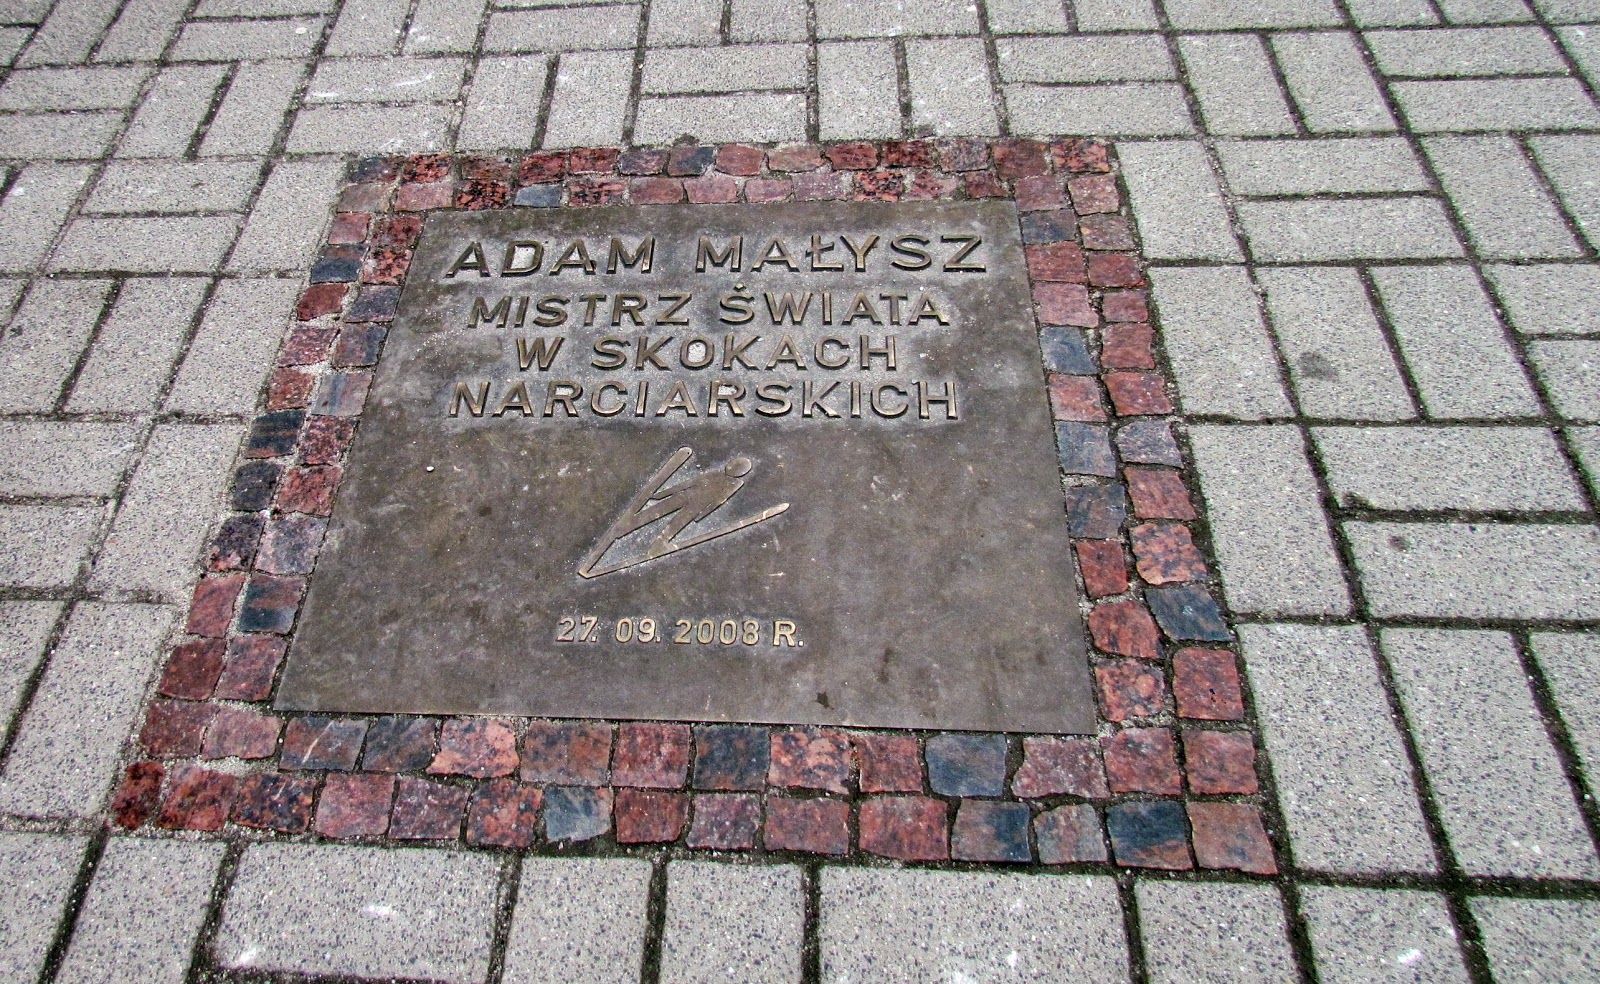 ADAM MAŁYSZ
MISTRZ ŚWIATA
W SKOKACH
NARCIARSKICH
27. 09. 2008 R.